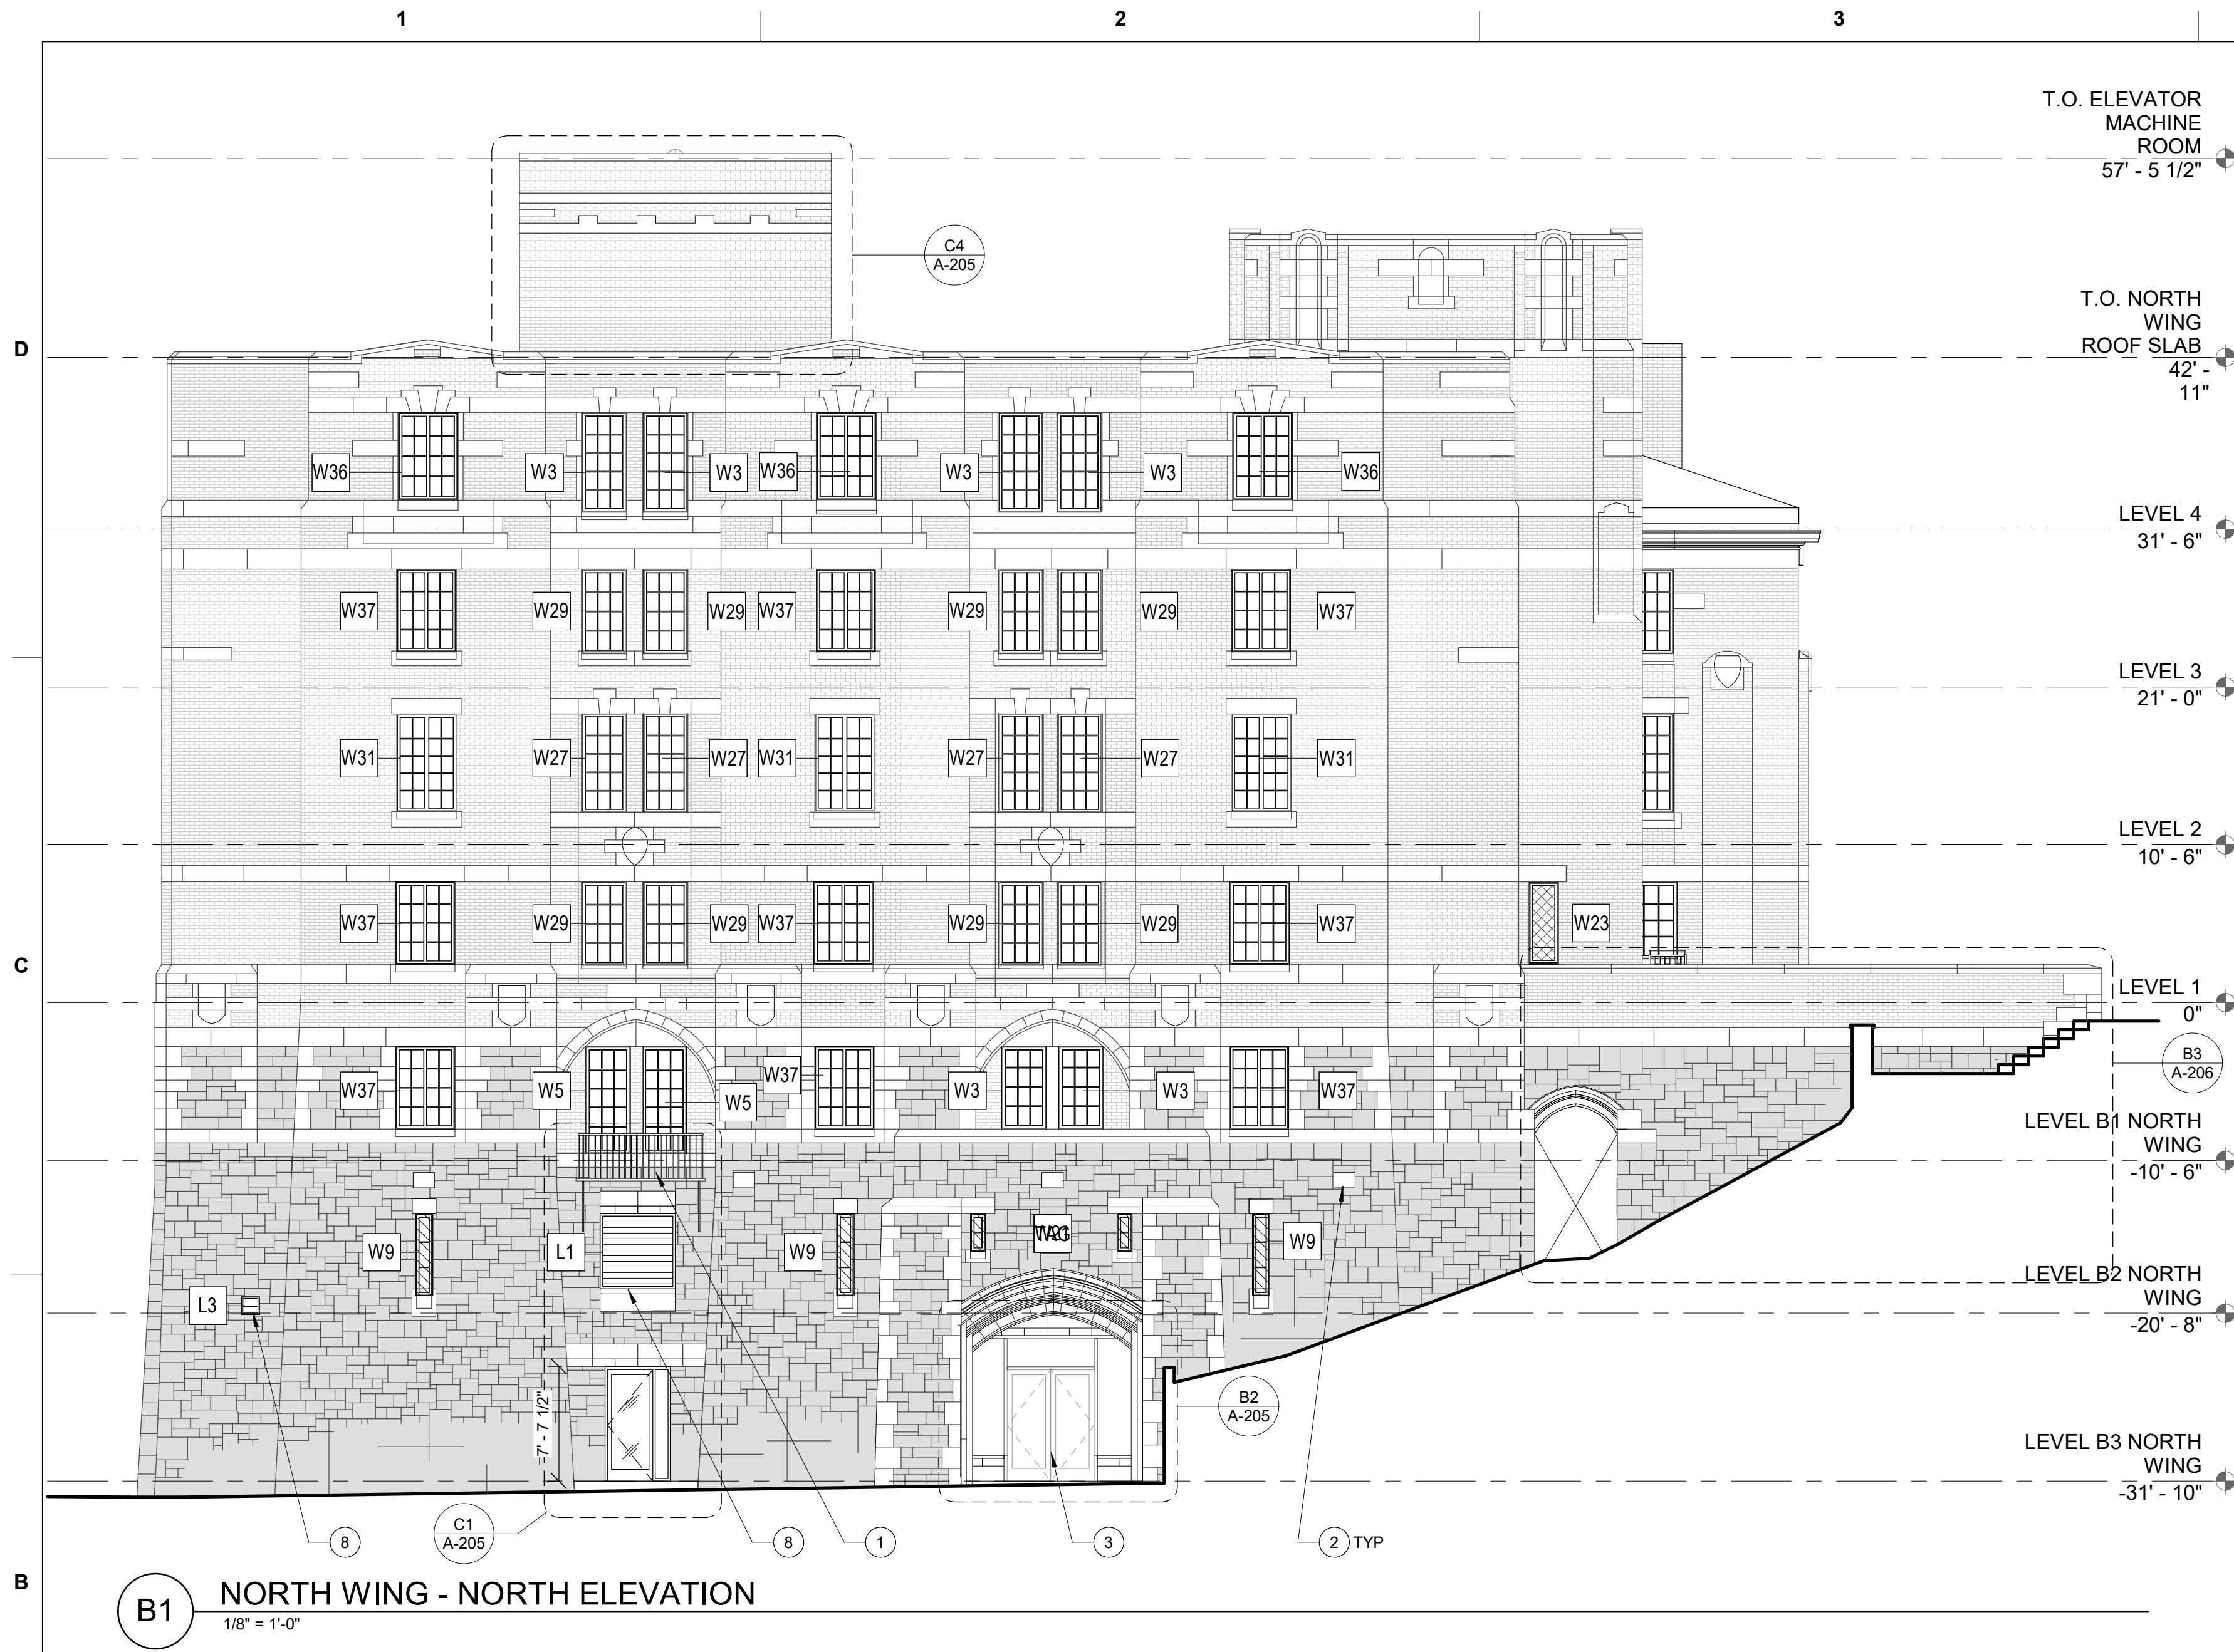 1 2 3
T.O. ELEVATOR
MACHINE
ROOM
57' - 5 1/2"
C4
A-205
T.O. NORTH
WING
ROOF SLAB
42' -
11"
D
W36 W3 W3 W36 W3 W3 W36
LEVEL 4
31' - 6"
W37 W29 W29 W37 W29 W29 W37
LEVEL 3
21' - 0"
W31 W27 W27 W31 W27 W27 W31
LEVEL 2
10' - 6"
W37 W29 W29 W37 W29 W29 W37 W23
C
LEVEL 1
0"
B3
A-206
W37 W5 W5 W37 W3 W3 W37
LEVEL B1 NORTH
WING
-10' - 6"
W9 L1 W9 W9
L3
LEVEL B2 NORTH
WING
-20' - 8"
7' - 7 1/2"
B2
A-205
LEVEL B3 NORTH
WING
-31' - 10"
C1
A-205
8 8 1 3 2 TYP
B
B1 NORTH WING - NORTH ELEVATION
1/8" = 1'-0"